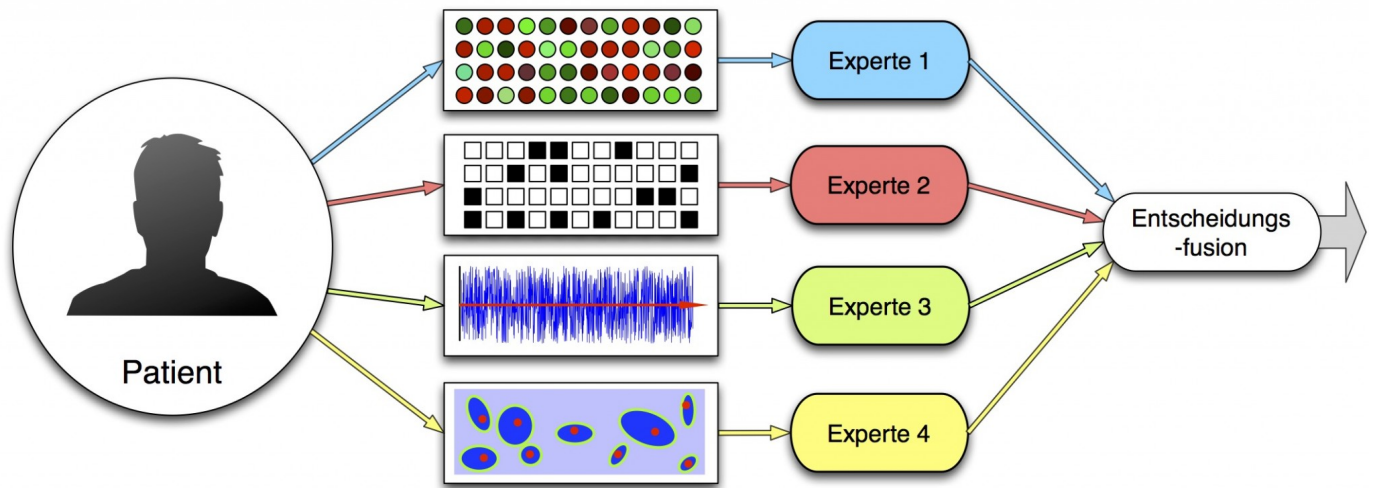 Patient
Experte 1
Experte 2
Experte 3
Experte 4
Entscheidungs
-fusion